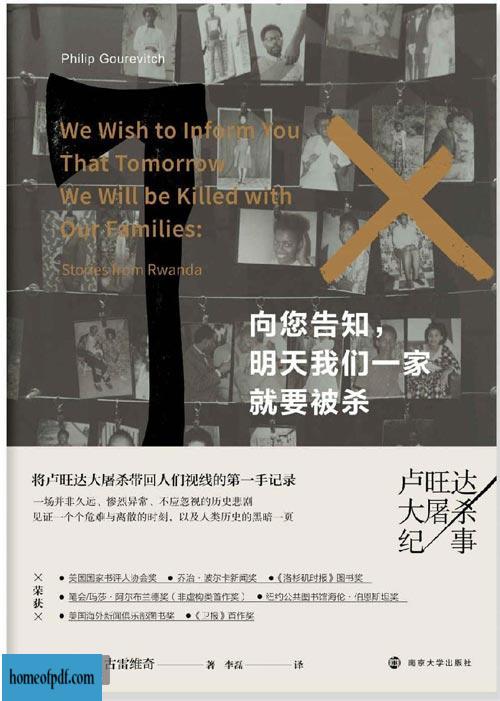 Philip Gourevitch
We Wish to Inform You
That Tomorrow
We Will be Killed with
Our Families:
Stories from Rwanda
向您告知，
明天我们一家
就要被杀
将卢旺达大屠杀带回人们视线的第一手记录
一场并非久远、惨烈异常、不应忽视的历史悲剧
见证一个个危难与离散的时刻，以及人类历史的黑暗一页
卢旺达
大屠杀
纪事
荣获
● 美国国家书评人协会奖 ● 乔治·波尔卡新闻奖 ●《洛杉矶时报》图书奖
● 笔会/玛莎·阿尔布兰德奖（非虚构类首作奖） ● 纽约公共图书馆海伦·伯恩斯坦奖
● 美国海外新闻俱乐部图书奖 ●《卫报》首作奖
古雷维奇 —— 著 李磊 —— 译
南京大学出版社
homeofpdf.com